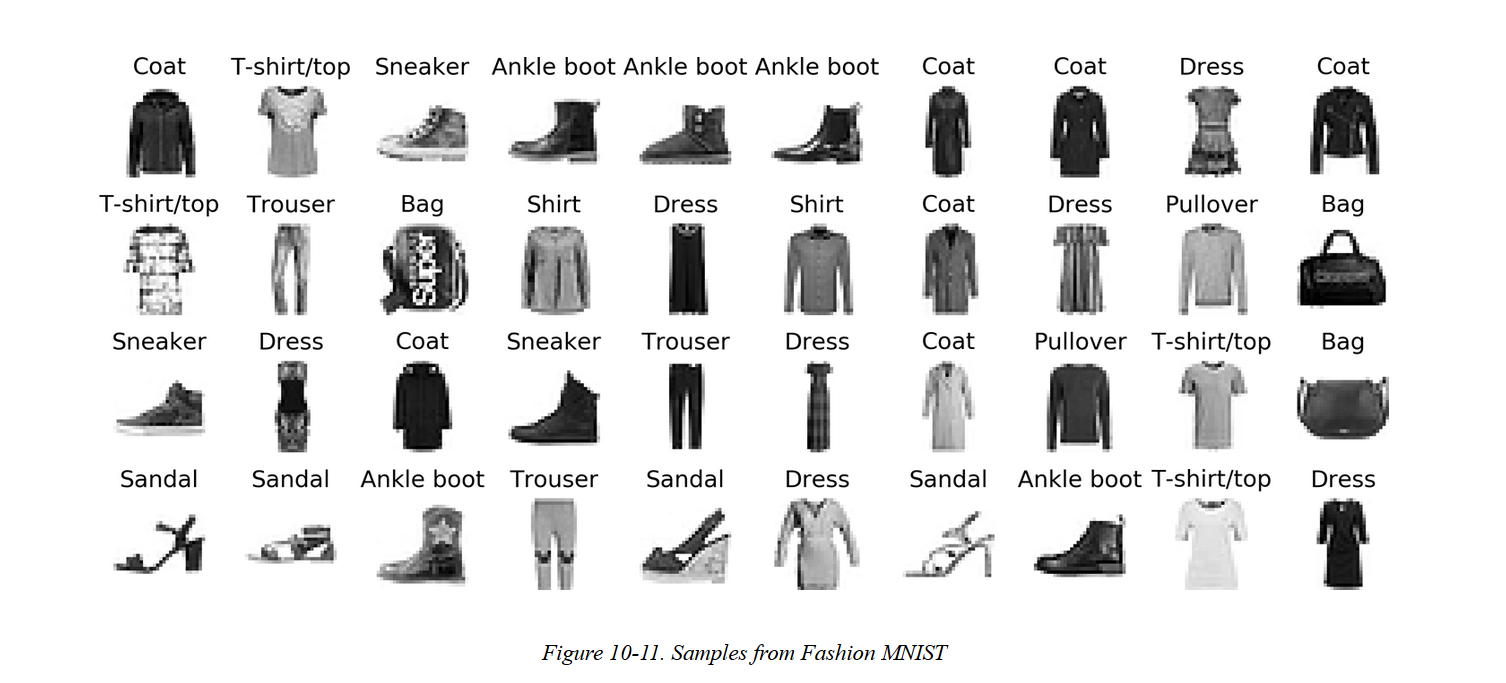 Coat T-shirt/top Sneaker Ankle boot Ankle boot Ankle boot Coat Coat Dress Coat
T-shirt/top Trouser Bag Shirt Dress Shirt Coat Dress Pullover Bag
Super
Sneaker Dress Coat Sneaker Trouser Dress Coat Pullover T-shirt/top Bag
Sandal Sandal Ankle boot Trouser Sandal Dress Sandal Ankle boot T-shirt/top Dress
Figure 10-11. Samples from Fashion MNIST